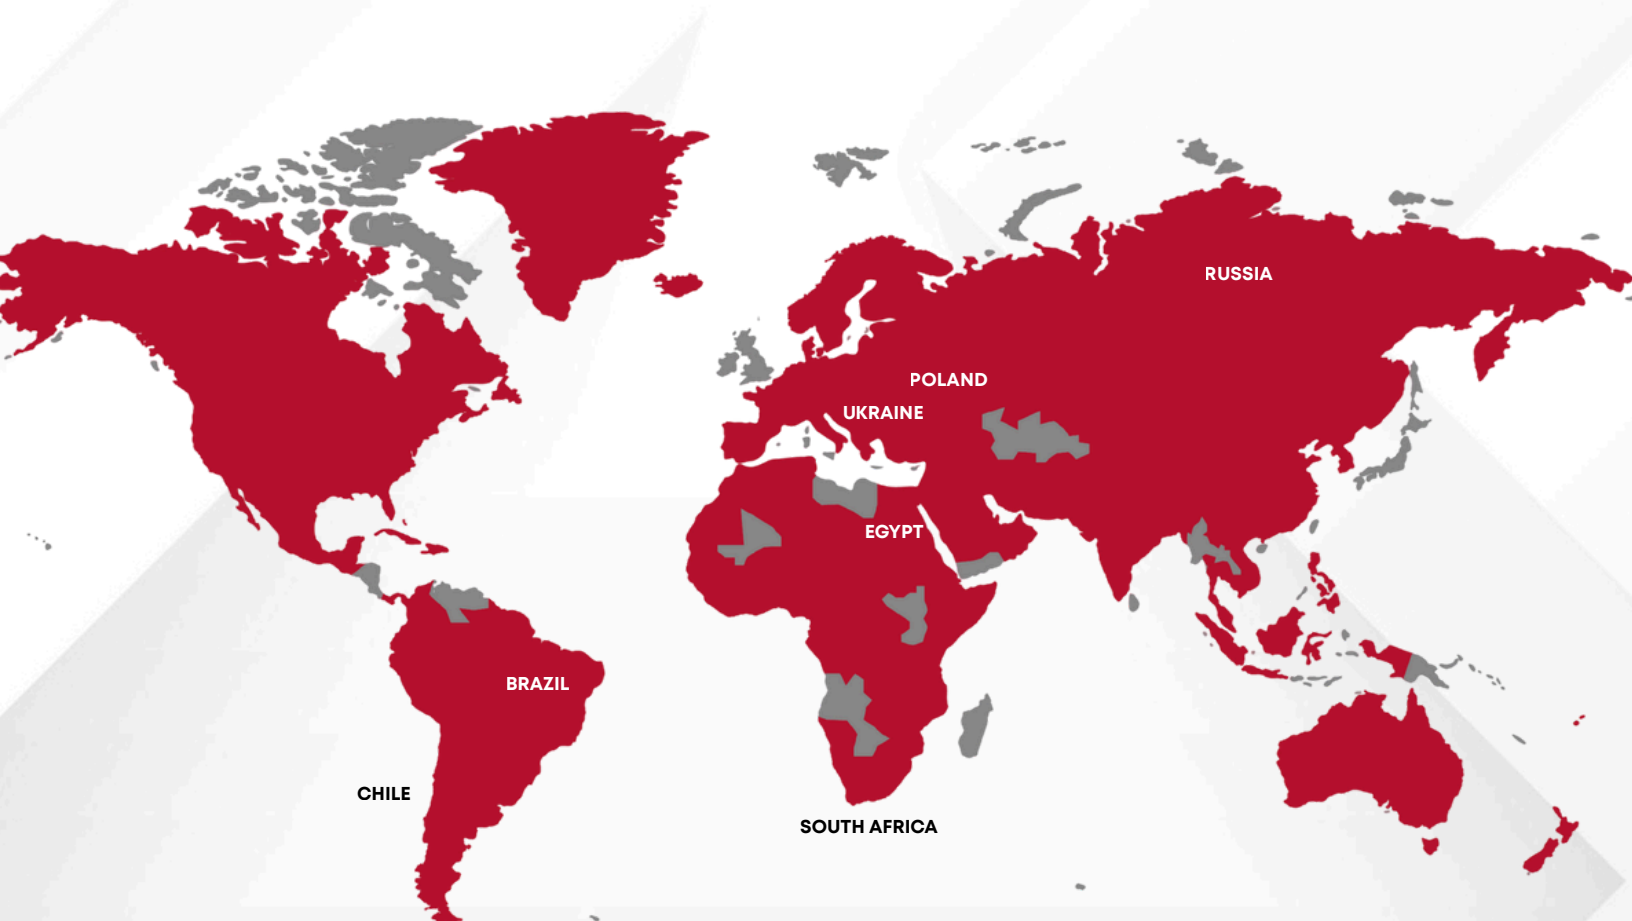 RUSSIA
POLAND
UKRAINE
EGYPT
BRAZIL
CHILE
SOUTH AFRICA